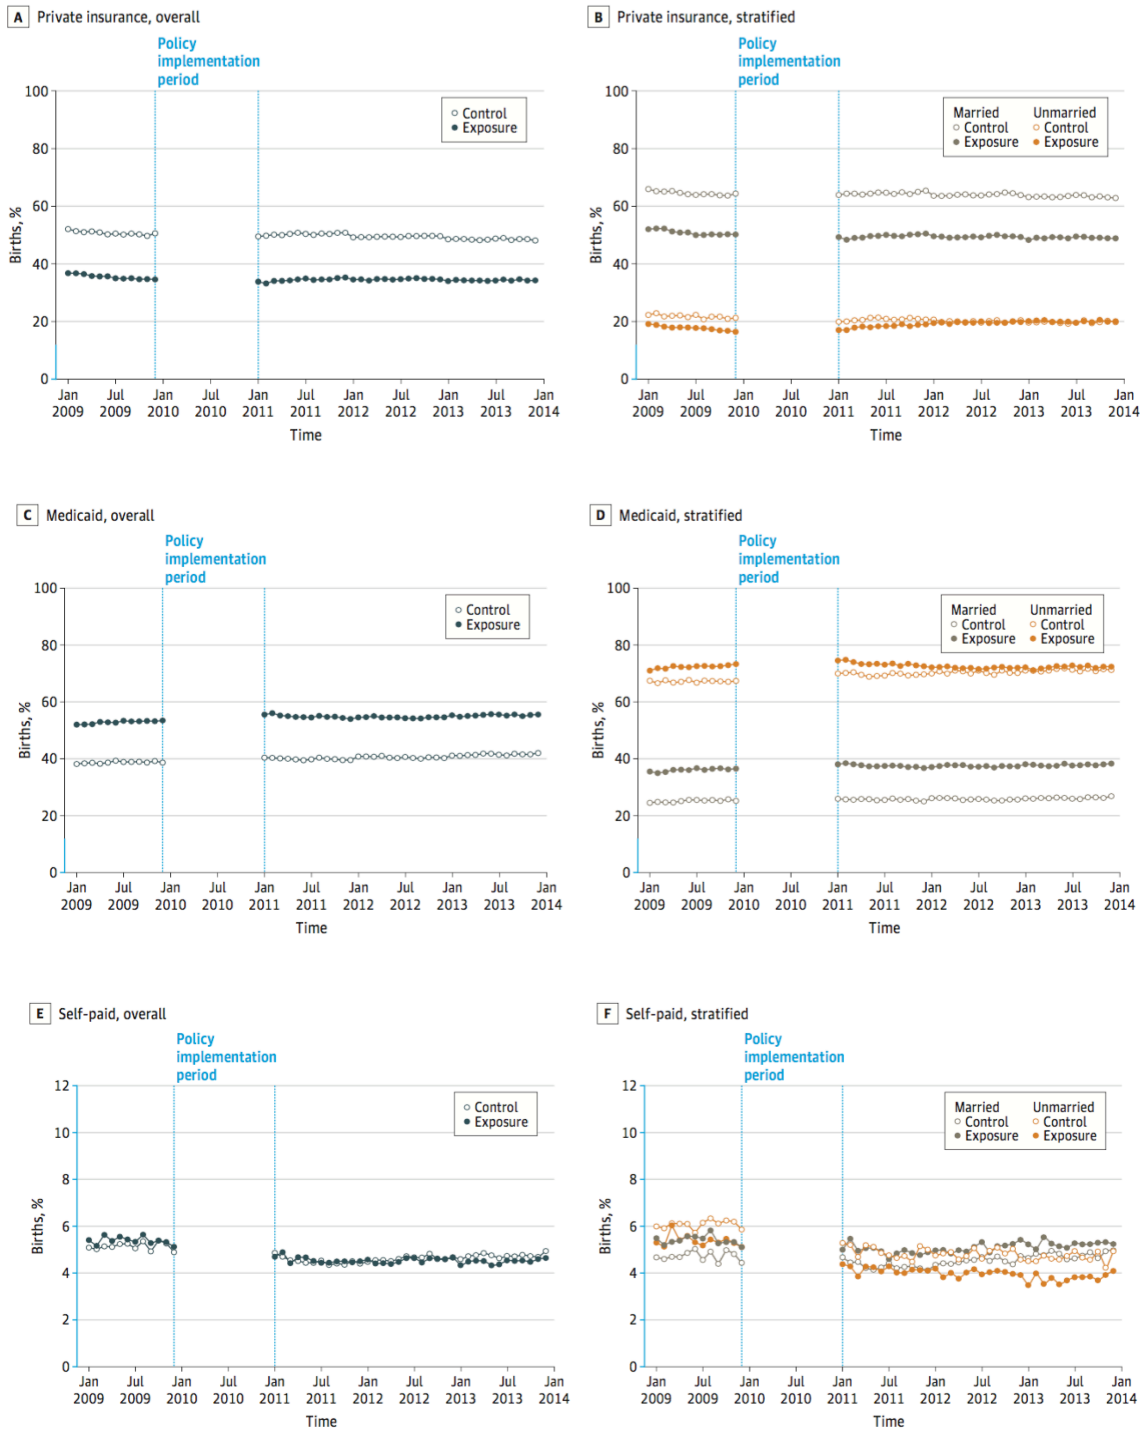 A Private insurance, overall
Policy
implementation
period
Control
Exposure
100
80
60
40
20
0
Births, %
Jan Jul Jan Jul Jan Jul Jan Jul Jan Jul Jan
2009 2009 2010 2010 2011 2011 2012 2012 2013 2013 2014
Time
B Private insurance, stratified
Policy
implementation
period
Married Unmarried
Control Control
Exposure Exposure
100
80
60
40
20
0
Births, %
Jan Jul Jan Jul Jan Jul Jan Jul Jan Jul Jan
2009 2009 2010 2010 2011 2011 2012 2012 2013 2013 2014
Time
C Medicaid, overall
Policy
implementation
period
Control
Exposure
100
80
60
40
20
0
Births, %
Jan Jul Jan Jul Jan Jul Jan Jul Jan Jul Jan
2009 2009 2010 2010 2011 2011 2012 2012 2013 2013 2014
Time
D Medicaid, stratified
Policy
implementation
period
Married Unmarried
Control Control
Exposure Exposure
100
80
60
40
20
0
Births, %
Jan Jul Jan Jul Jan Jul Jan Jul Jan Jul Jan
2009 2009 2010 2010 2011 2011 2012 2012 2013 2013 2014
Time
E Self-paid, overall
Policy
implementation
period
Control
Exposure
12
10
8
6
4
2
0
Births, %
Jan Jul Jan Jul Jan Jul Jan Jul Jan Jul Jan
2009 2009 2010 2010 2011 2011 2012 2012 2013 2013 2014
Time
F Self-paid, stratified
Policy
implementation
period
Married Unmarried
Control Control
Exposure Exposure
12
10
8
6
4
2
0
Births, %
Jan Jul Jan Jul Jan Jul Jan Jul Jan Jul Jan
2009 2009 2010 2010 2011 2011 2012 2012 2013 2013 2014
Time